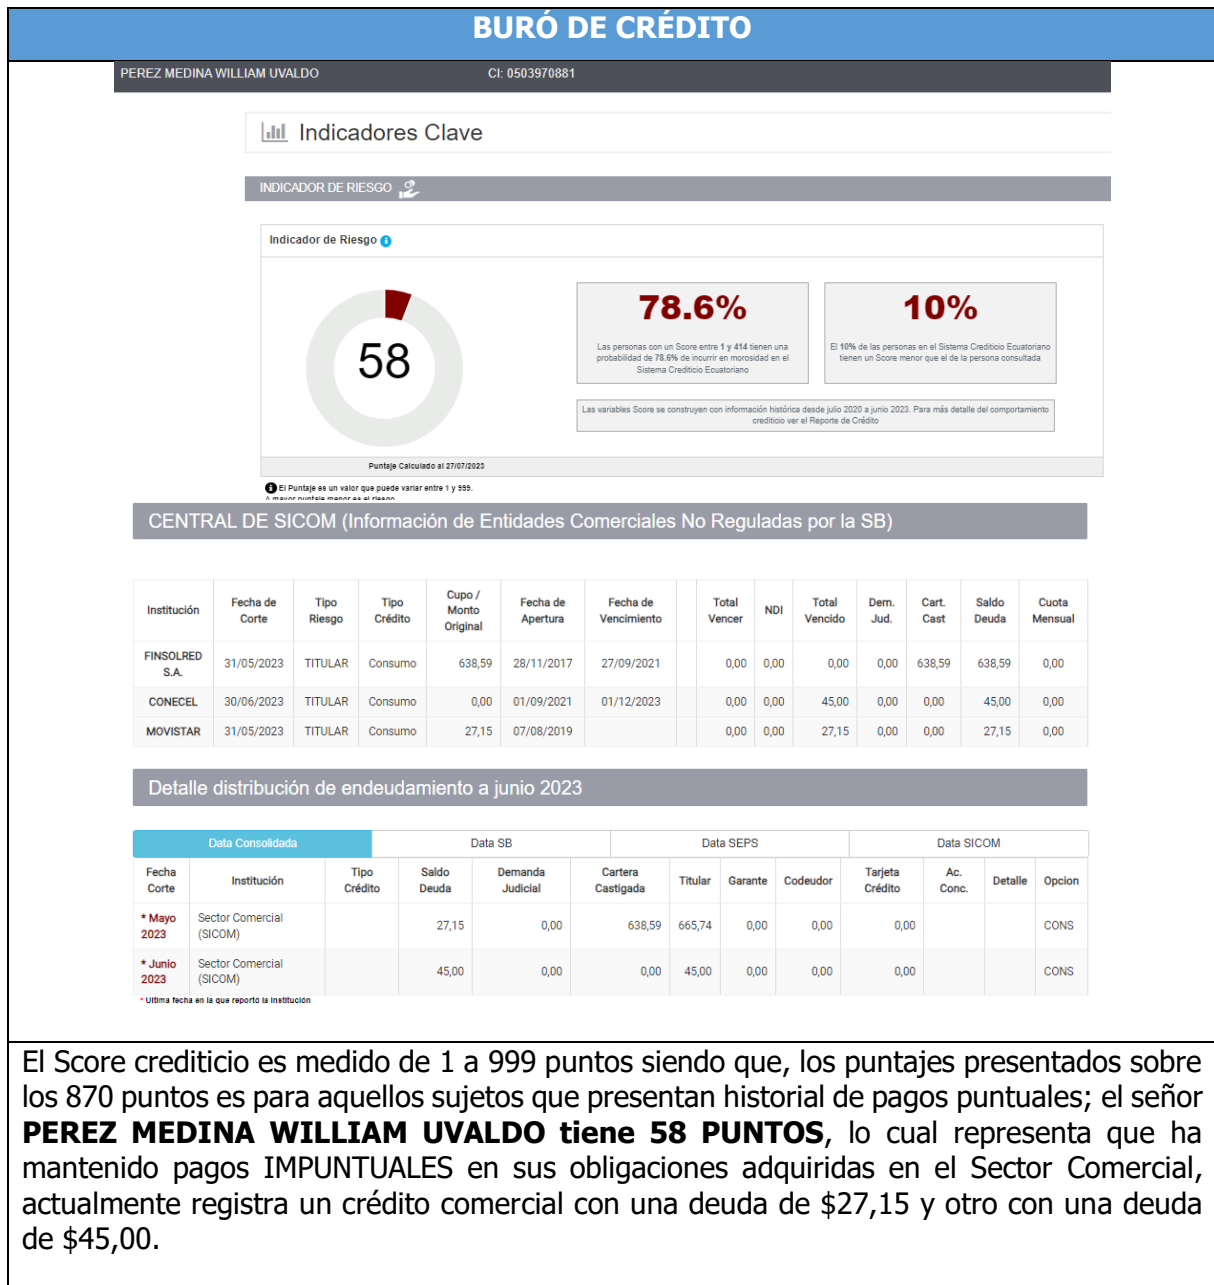 BURÓ DE CRÉDITO
PEREZ MEDINA WILLIAM UVALDO CI: 0503970881
Indicadores Clave
INDICADOR DE RIESGO
Indicador de Riesgo
58
78.6%
Las personas con un Score entre 1 y 414 tienen una
probabilidad de 78.6% de incurrir en morosidad en el
Sistema Crediticio Ecuatoriano
10%
El 10% de las personas en el Sistema Crediticio Ecuatoriano
tienen un Score menor que el de la persona consultada
Las variables Score se construyen con información histórica desde julio 2020 a junio 2023. Para más detalle del comportamiento
crediticio ver el Reporte de Crédito
Puntaje Calculado al 27/07/2023
El Puntaje es un valor que puede variar entre 1 y 999.
A mayor puntaje menor es el riesgo
CENTRAL DE SICOM (Información de Entidades Comerciales No Reguladas por la SB)
Institución Fecha de Corte Tipo Riesgo Tipo Crédito Cupo / Monto Original Fecha de Apertura Fecha de Vencimiento Total Vencer NDI Total Vencido Dem. Jud. Cart. Cast Saldo Deuda Cuota Mensual
FINSOLRED S.A. 31/05/2023 TITULAR Consumo 638,59 28/11/2017 27/09/2021 0,00 0,00 0,00 0,00 638,59 638,59 0,00
CONECEL 30/06/2023 TITULAR Consumo 0,00 01/09/2021 01/12/2023 0,00 0,00 45,00 0,00 0,00 45,00 0,00
MOVISTAR 31/05/2023 TITULAR Consumo 27,15 07/08/2019 0,00 0,00 27,15 0,00 0,00 27,15 0,00
Detalle distribución de endeudamiento a junio 2023
Data Consolidada Data SB Data SEPS Data SICOM
Fecha Corte Institución Tipo Crédito Saldo Deuda Demanda Judicial Cartera Castigada Titular Garante Codeudor Tarjeta Crédito Ac. Conc. Detalle Opcion
* Mayo 2023 Sector Comercial (SICOM) 27,15 0,00 638,59 665,74 0,00 0,00 0,00 CONS
* Junio 2023 Sector Comercial (SICOM) 45,00 0,00 0,00 45,00 0,00 0,00 0,00 CONS
* Ultima fecha en la que reportó la Institución
El Score crediticio es medido de 1 a 999 puntos siendo que, los puntajes presentados sobre
los 870 puntos es para aquellos sujetos que presentan historial de pagos puntuales; el señor
PEREZ MEDINA WILLIAM UVALDO tiene 58 PUNTOS, lo cual representa que ha
mantenido pagos IMPUNTUALES en sus obligaciones adquiridas en el Sector Comercial,
actualmente registra un crédito comercial con una deuda de $27,15 y otro con una deuda
de $45,00.